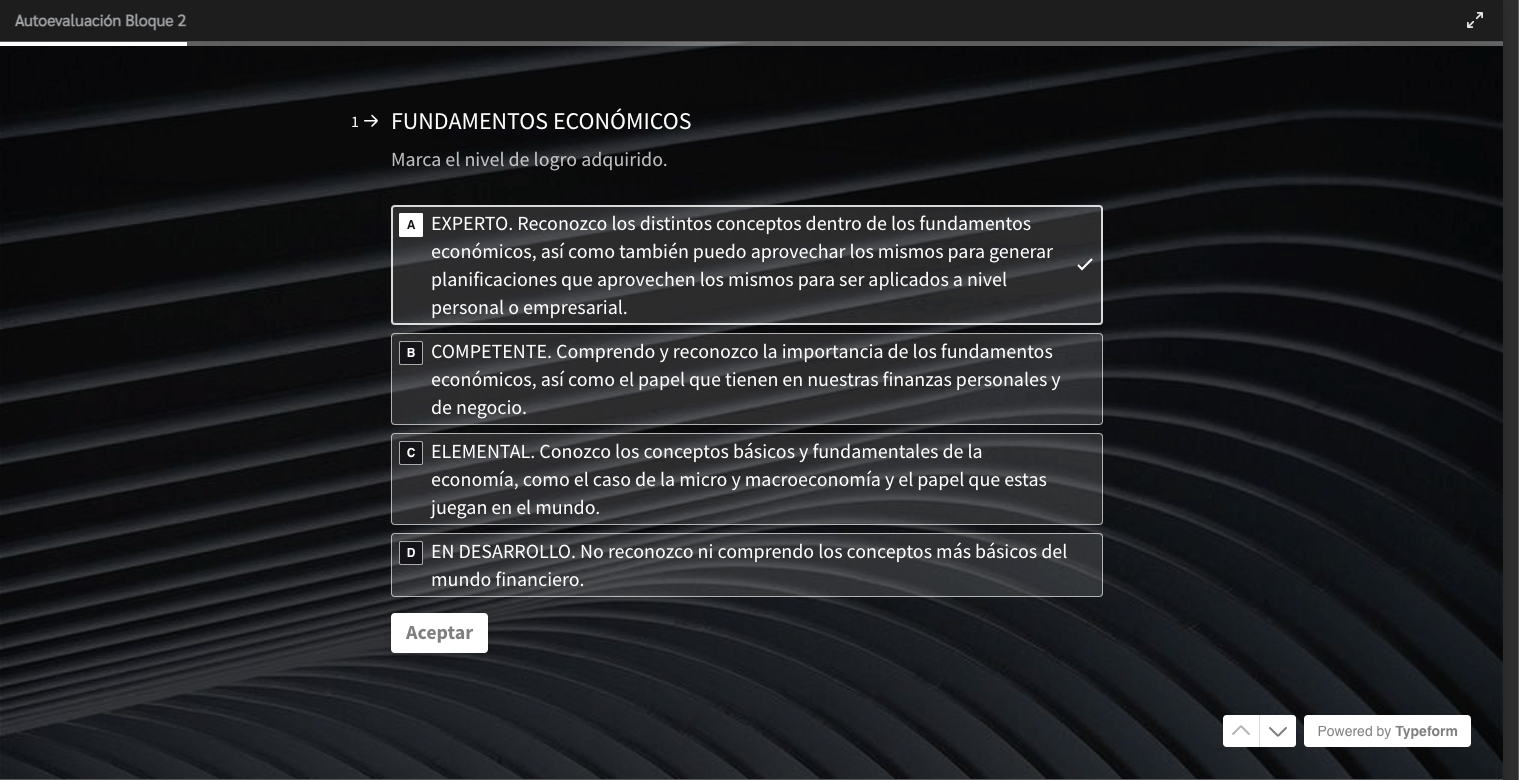 Autoevaluación Bloque 2
1 → FUNDAMENTOS ECONÓMICOS
Marca el nivel de logro adquirido.
A EXPERTO. Reconozco los distintos conceptos dentro de los fundamentos
económicos, así como también puedo aprovechar los mismos para generar
planificaciones que aprovechen los mismos para ser aplicados a nivel
personal o empresarial.
B COMPETENTE. Comprendo y reconozco la importancia de los fundamentos
económicos, así como el papel que tienen en nuestras finanzas personales y
de negocio.
C ELEMENTAL. Conozco los conceptos básicos y fundamentales de la
economía, como el caso de la micro y macroeconomía y el papel que estas
juegan en el mundo.
D EN DESARROLLO. No reconozco ni comprendo los conceptos más básicos del
mundo financiero.
Aceptar
Powered by Typeform